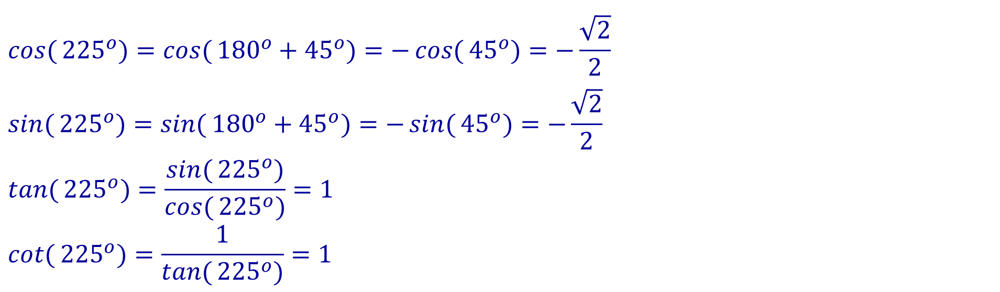 cos(225°) = cos(180° + 45°) = −cos(45°) = −√2/2
sin(225°) = sin(180° + 45°) = −sin(45°) = −√2/2
tan(225°) = sin(225°)/cos(225°) = 1
cot(225°) = 1/tan(225°) = 1